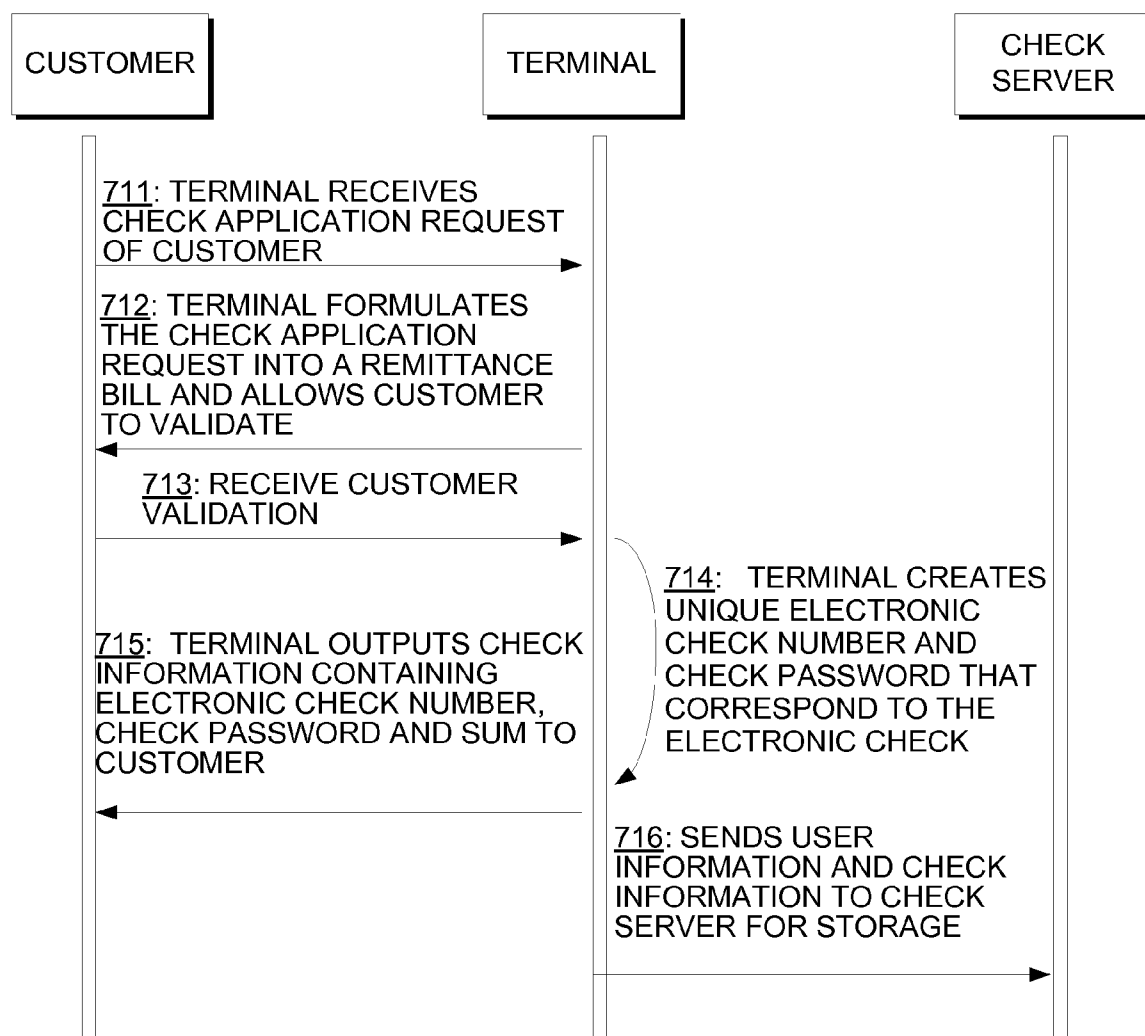 CUSTOMER
TERMINAL
CHECK
SERVER
711: TERMINAL RECEIVES
CHECK APPLICATION REQUEST
OF CUSTOMER
712: TERMINAL FORMULATES
THE CHECK APPLICATION
REQUEST INTO A REMITTANCE
BILL AND ALLOWS CUSTOMER
TO VALIDATE
713: RECEIVE CUSTOMER
VALIDATION
714: TERMINAL CREATES
UNIQUE ELECTRONIC
CHECK NUMBER AND
CHECK PASSWORD THAT
CORRESPOND TO THE
ELECTRONIC CHECK
715: TERMINAL OUTPUTS CHECK
INFORMATION CONTAINING
ELECTRONIC CHECK NUMBER,
CHECK PASSWORD AND SUM TO
CUSTOMER
716: SENDS USER
INFORMATION AND CHECK
INFORMATION TO CHECK
SERVER FOR STORAGE